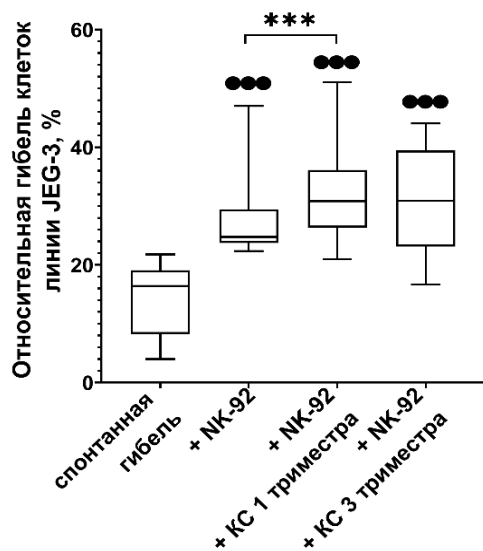 ***
60
40
20
0
Относительная гибель клеток
линии JEG-3, %
спонтанная
гибель
+ NK-92
+ NK-92
+ КС 1 триместра
+ NK-92
+ КС 3 триместра